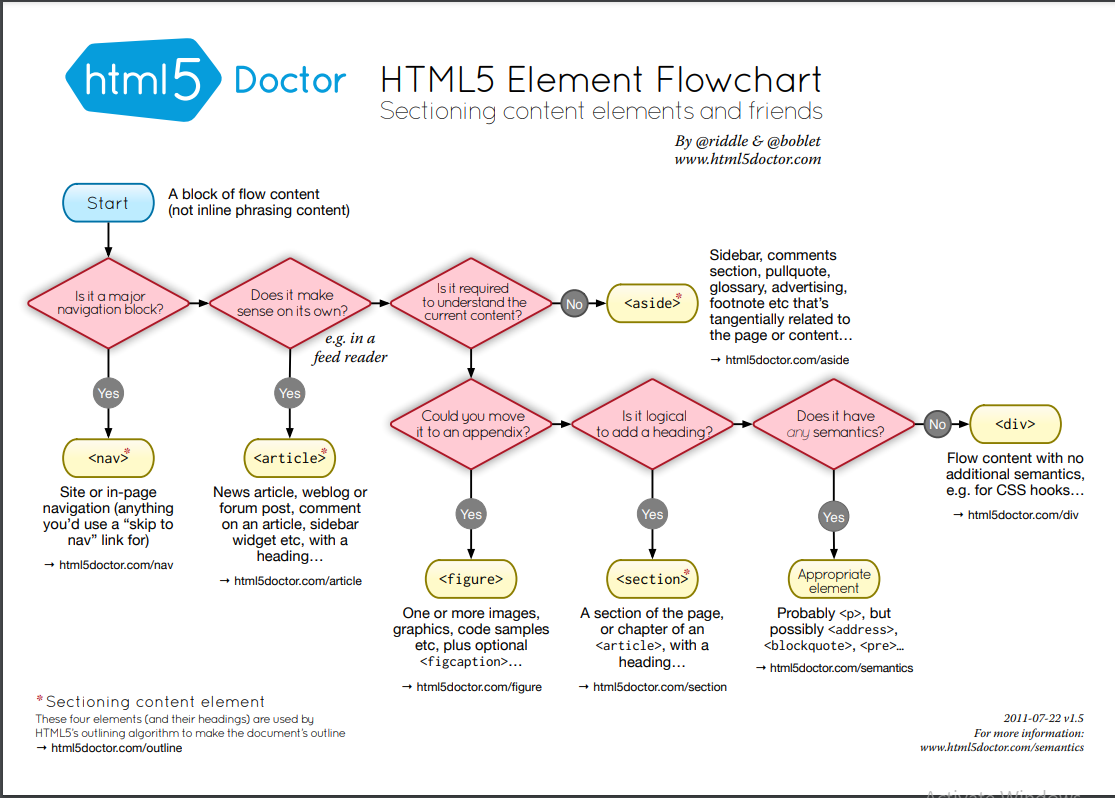 html5 Doctor
HTML5 Element Flowchart
Sectioning content elements and friends
By @riddle & @boblet
www.html5doctor.com
Start
A block of flow content
(not inline phrasing content)
Is it a major
navigation block?
Does it make
sense on its own?
e.g. in a
feed reader
Is it required
to understand the
current content?
No
<aside>*
Sidebar, comments
section, pullquote,
glossary, advertising,
footnote etc that's
tangentially related to
the page or content…
→ html5doctor.com/aside
Yes
<nav>*
Site or in-page
navigation (anything
you'd use a “skip to
nav” link for)
→ html5doctor.com/nav
Yes
<article>*
News article, weblog or
forum post, comment
on an article, sidebar
widget etc, with a
heading…
→ html5doctor.com/article
Could you move
it to an appendix?
Is it logical
to add a heading?
Does it have
any semantics?
No
<div>
Flow content with no
additional semantics,
e.g. for CSS hooks…
→ html5doctor.com/div
Yes
<figure>
One or more images,
graphics, code samples
etc, plus optional
<figcaption>…
→ html5doctor.com/figure
Yes
<section>*
A section of the page,
or chapter of an
<article>, with a
heading…
→ html5doctor.com/section
Yes
Appropriate
element
Probably <p>, but
possibly <address>,
<blockquote>, <pre>…
→ html5doctor.com/semantics
* Sectioning content element
These four elements (and their headings) are used by
HTML5's outlining algorithm to make the document's outline
→ html5doctor.com/outline
2011-07-22 v1.5
For more information:
www.html5doctor.com/semantics
Activate Windows